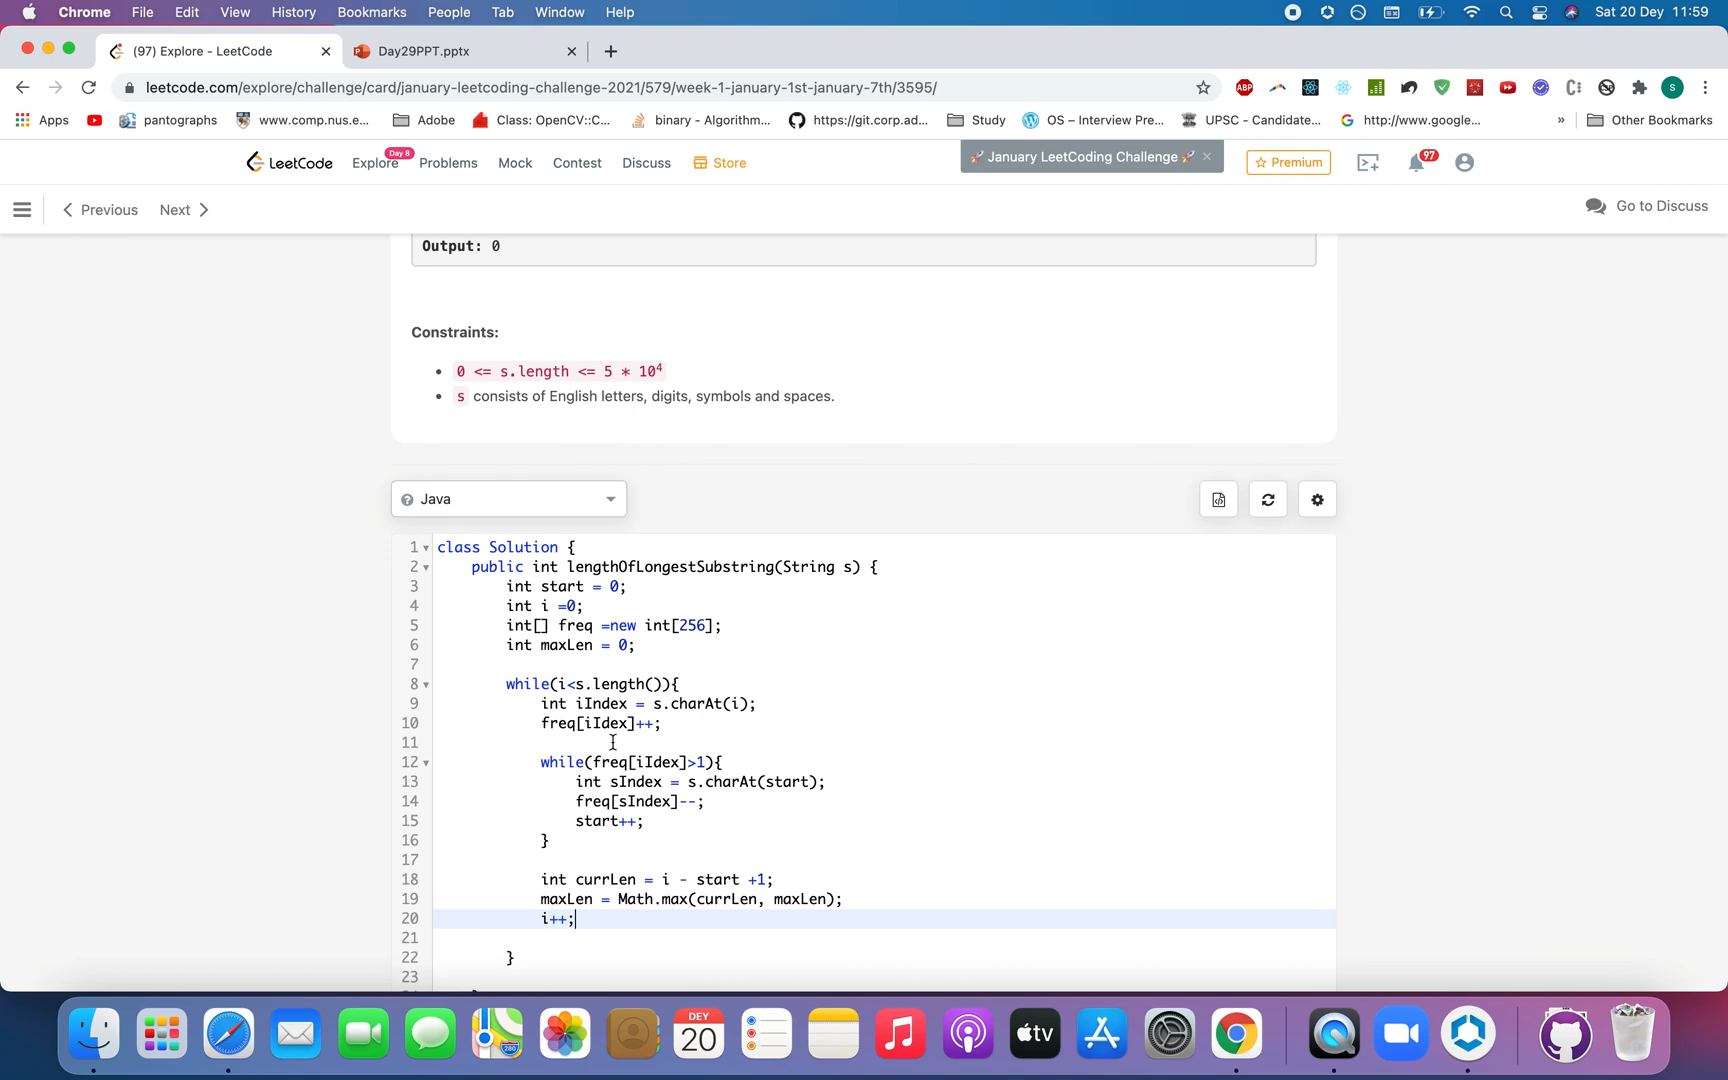 Chrome File Edit View History Bookmarks People Tab Window Help Sat 20 Dey 11:59
(97) Explore - LeetCode Day29PPT.pptx
leetcode.com/explore/challenge/card/january-leetcoding-challenge-2021/579/week-1-january-1st-january-7th/3595/
Apps pantographs www.comp.nus.e... Adobe Class: OpenCV::C... binary - Algorithm... https://git.corp.ad... Study OS – Interview Pre... UPSC - Candidate... http://www.google... » Other Bookmarks
LeetCode Explore Day 8 Problems Mock Contest Discuss Store January LeetCoding Challenge × Premium 97
Previous Next Go to Discuss
Output: 0
Constraints:
0 <= s.length <= 5 * 10⁴
s consists of English letters, digits, symbols and spaces.
Java
1 class Solution {
2 public int lengthOfLongestSubstring(String s) {
3 int start = 0;
4 int i =0;
5 int[] freq =new int[256];
6 int maxLen = 0;
7
8 while(i<s.length()){
9 int iIndex = s.charAt(i);
10 freq[iIdex]++;
11
12 while(freq[iIdex]>1){
13 int sIndex = s.charAt(start);
14 freq[sIndex]--;
15 start++;
16 }
17
18 int currLen = i - start +1;
19 maxLen = Math.max(currLen, maxLen);
20 i++;
21
22 }
23
DEY
20
280
tv